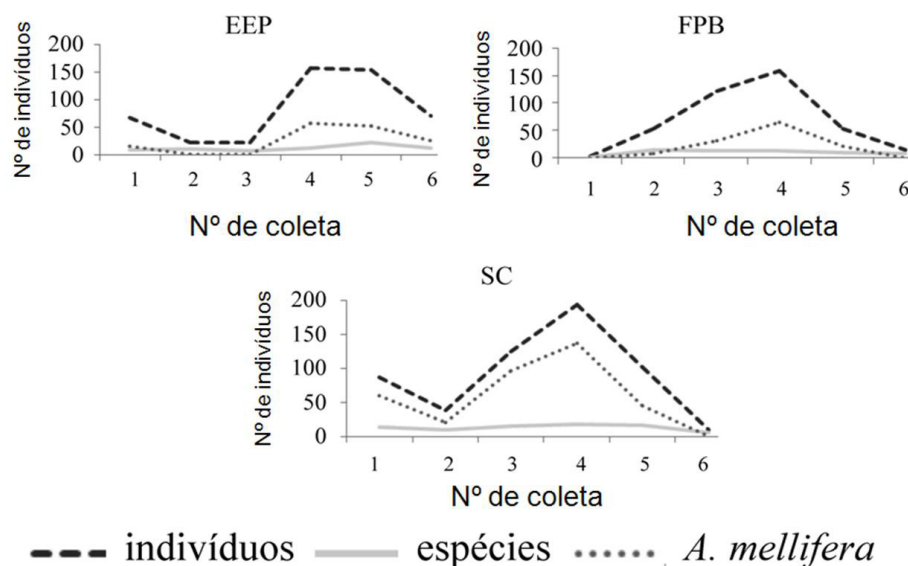 EEP
Nº de indivíduos
200
150
100
50
0
1 2 3 4 5 6
Nº de coleta
FPB
Nº de indivíduos
200
150
100
50
0
1 2 3 4 5 6
Nº de coleta
SC
Nº de indivíduos
200
150
100
50
0
1 2 3 4 5 6
Nº de coleta
indivíduos espécies A. mellifera